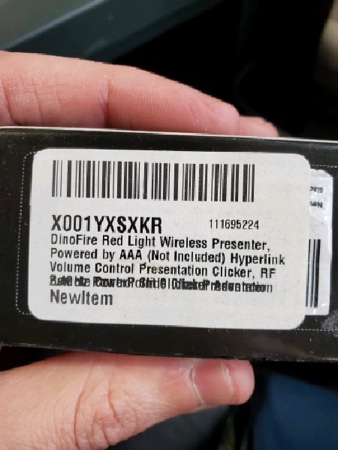 X001YXSXKR 111695224
DinoFire Red Light Wireless Presenter,
Powered by AAA (Not Included) Hyperlink
Volume Control Presentation Clicker, RF
NewItem